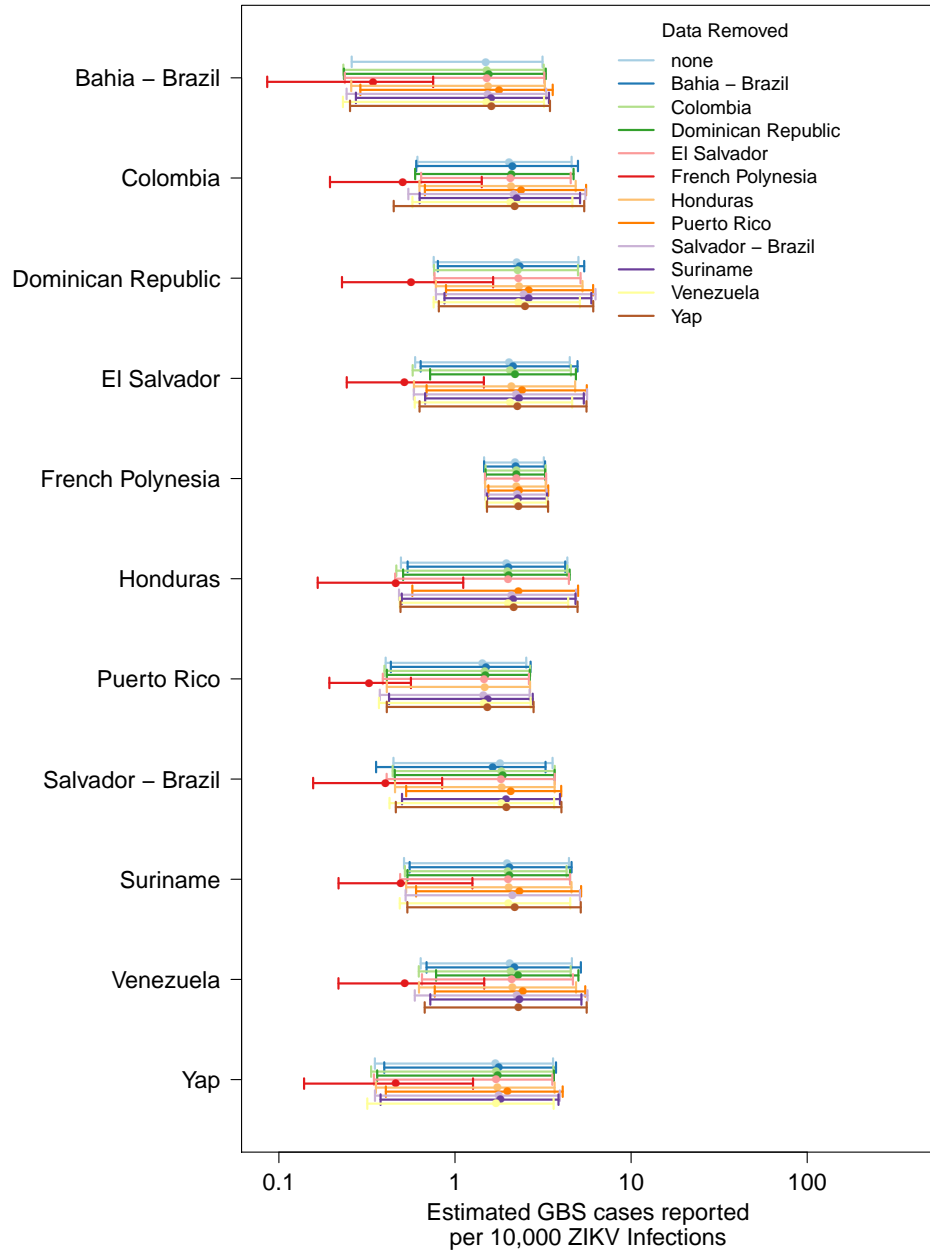 Data Removed
none
Bahia – Brazil
Colombia
Dominican Republic
El Salvador
French Polynesia
Honduras
Puerto Rico
Salvador – Brazil
Suriname
Venezuela
Yap
Bahia – Brazil
Colombia
Dominican Republic
El Salvador
French Polynesia
Honduras
Puerto Rico
Salvador – Brazil
Suriname
Venezuela
Yap
0.1 1 10 100
Estimated GBS cases reported
per 10,000 ZIKV Infections